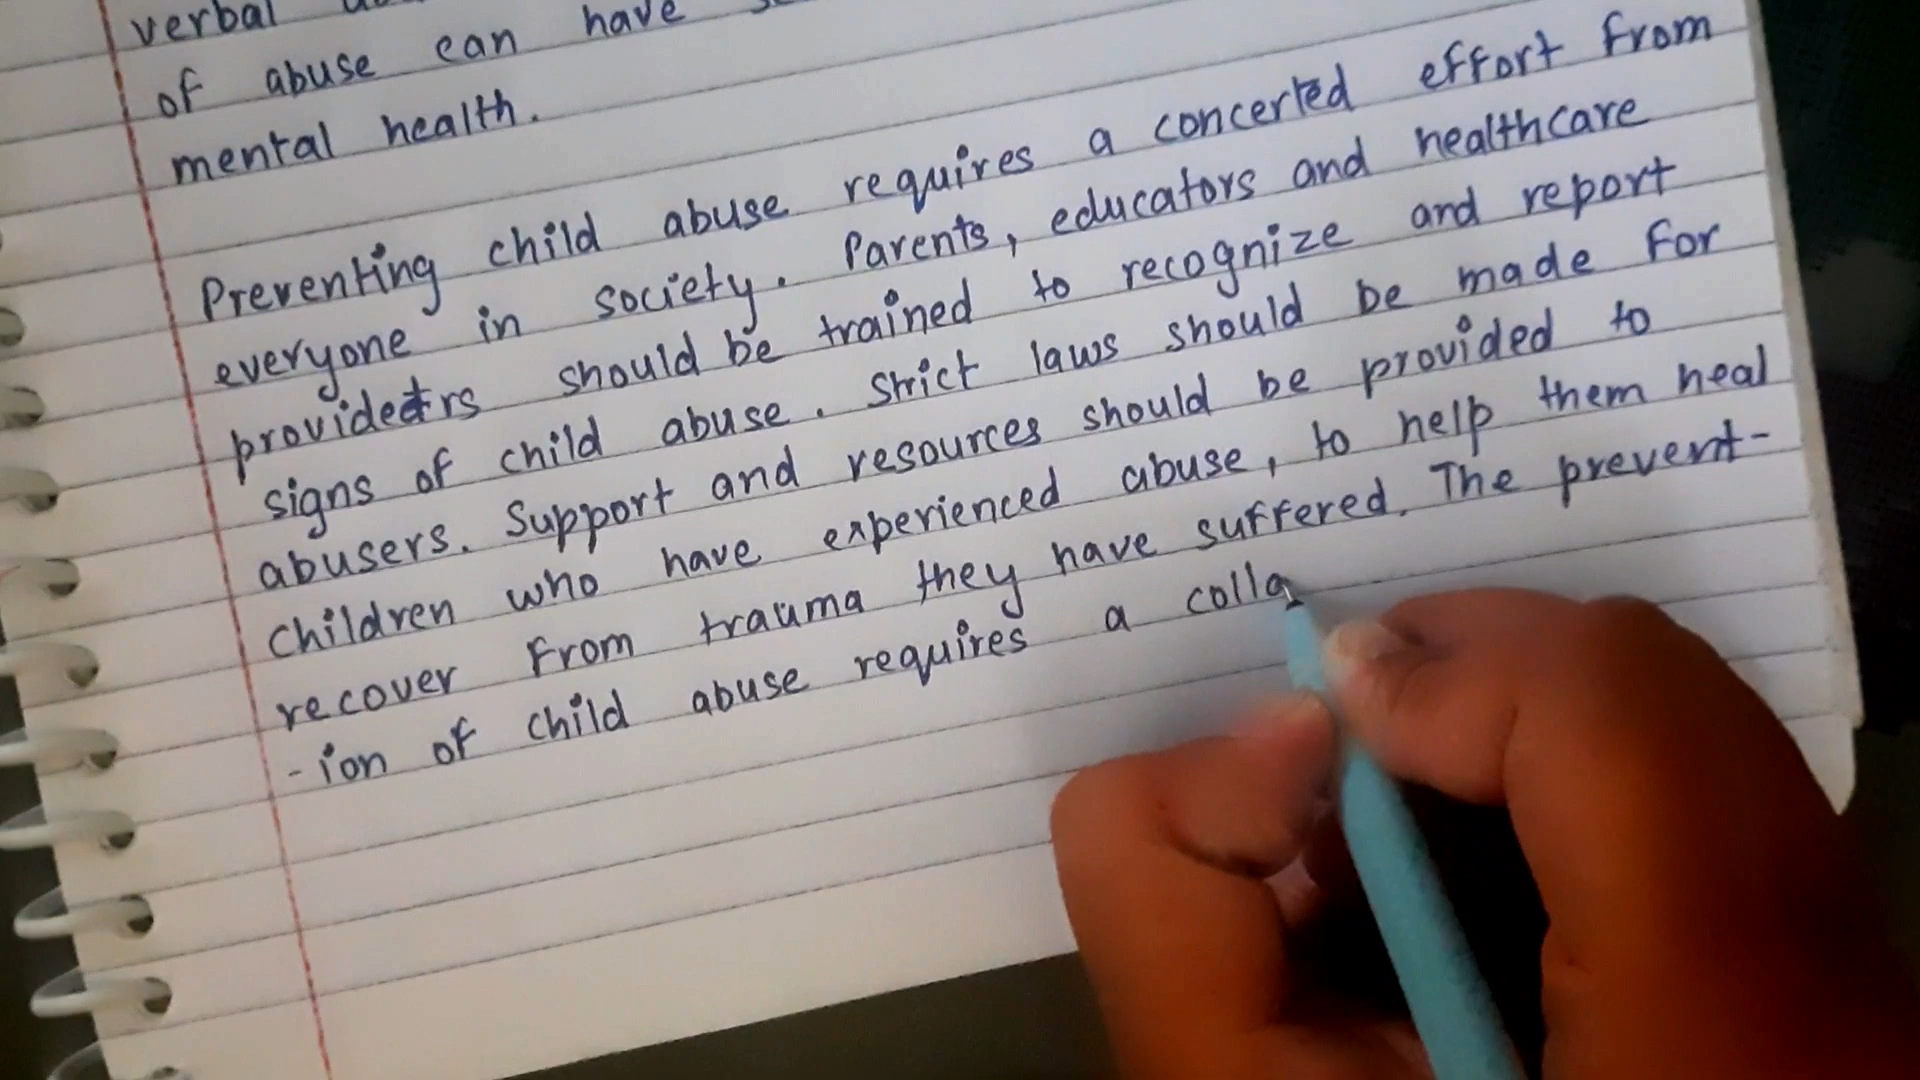 verbal
of abuse can have
mental health.
Preventing child abuse requires a concerted effort from
everyone in society. Parents, educators and healthcare
providers should be trained to recognize and report
signs of child abuse. Strict laws should be made for
abusers. Support and resources should be provided to
children who have experienced abuse, to help them heal
recover from trauma they have suffered. The prevent-
-ion of child abuse requires a colla